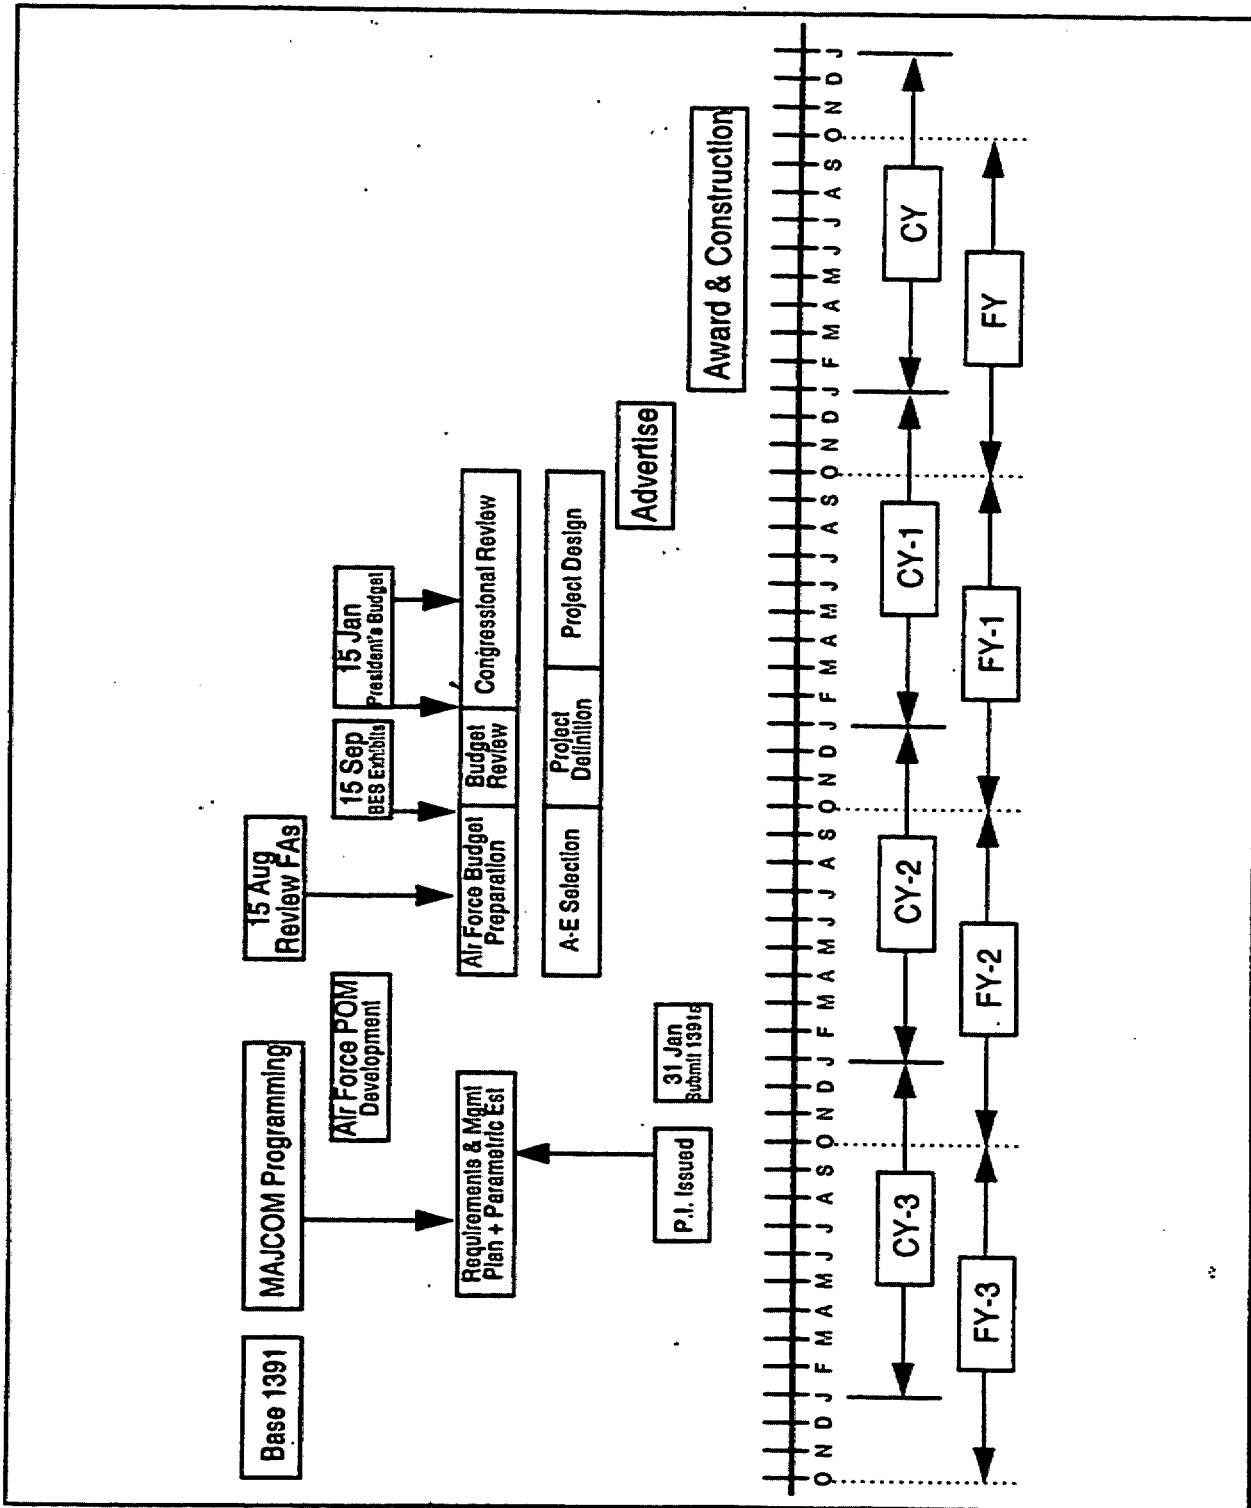 Base 1391
MAJCOM Programming
15 Aug
Review FAs
Air Force POM
Development
15 Sep
BES Exhibits
15 Jan
President's Budget
Requirements & Mgmt
Plan + Parametric Est
Air Force Budget
Preparation
Budget
Review
Congressional Review
A-E Selection
Project
Definition
Project Design
Advertise
P.I. Issued
31 Jan
Submit 1391s
Award & Construction
O N D J F M A M J J A S O N D J F M A M J J A S O N D J F M A M J J A S O N D J F M A M J J A S O N D J
CY-3 CY-2 CY-1 CY
FY-3 FY-2 FY-1 FY